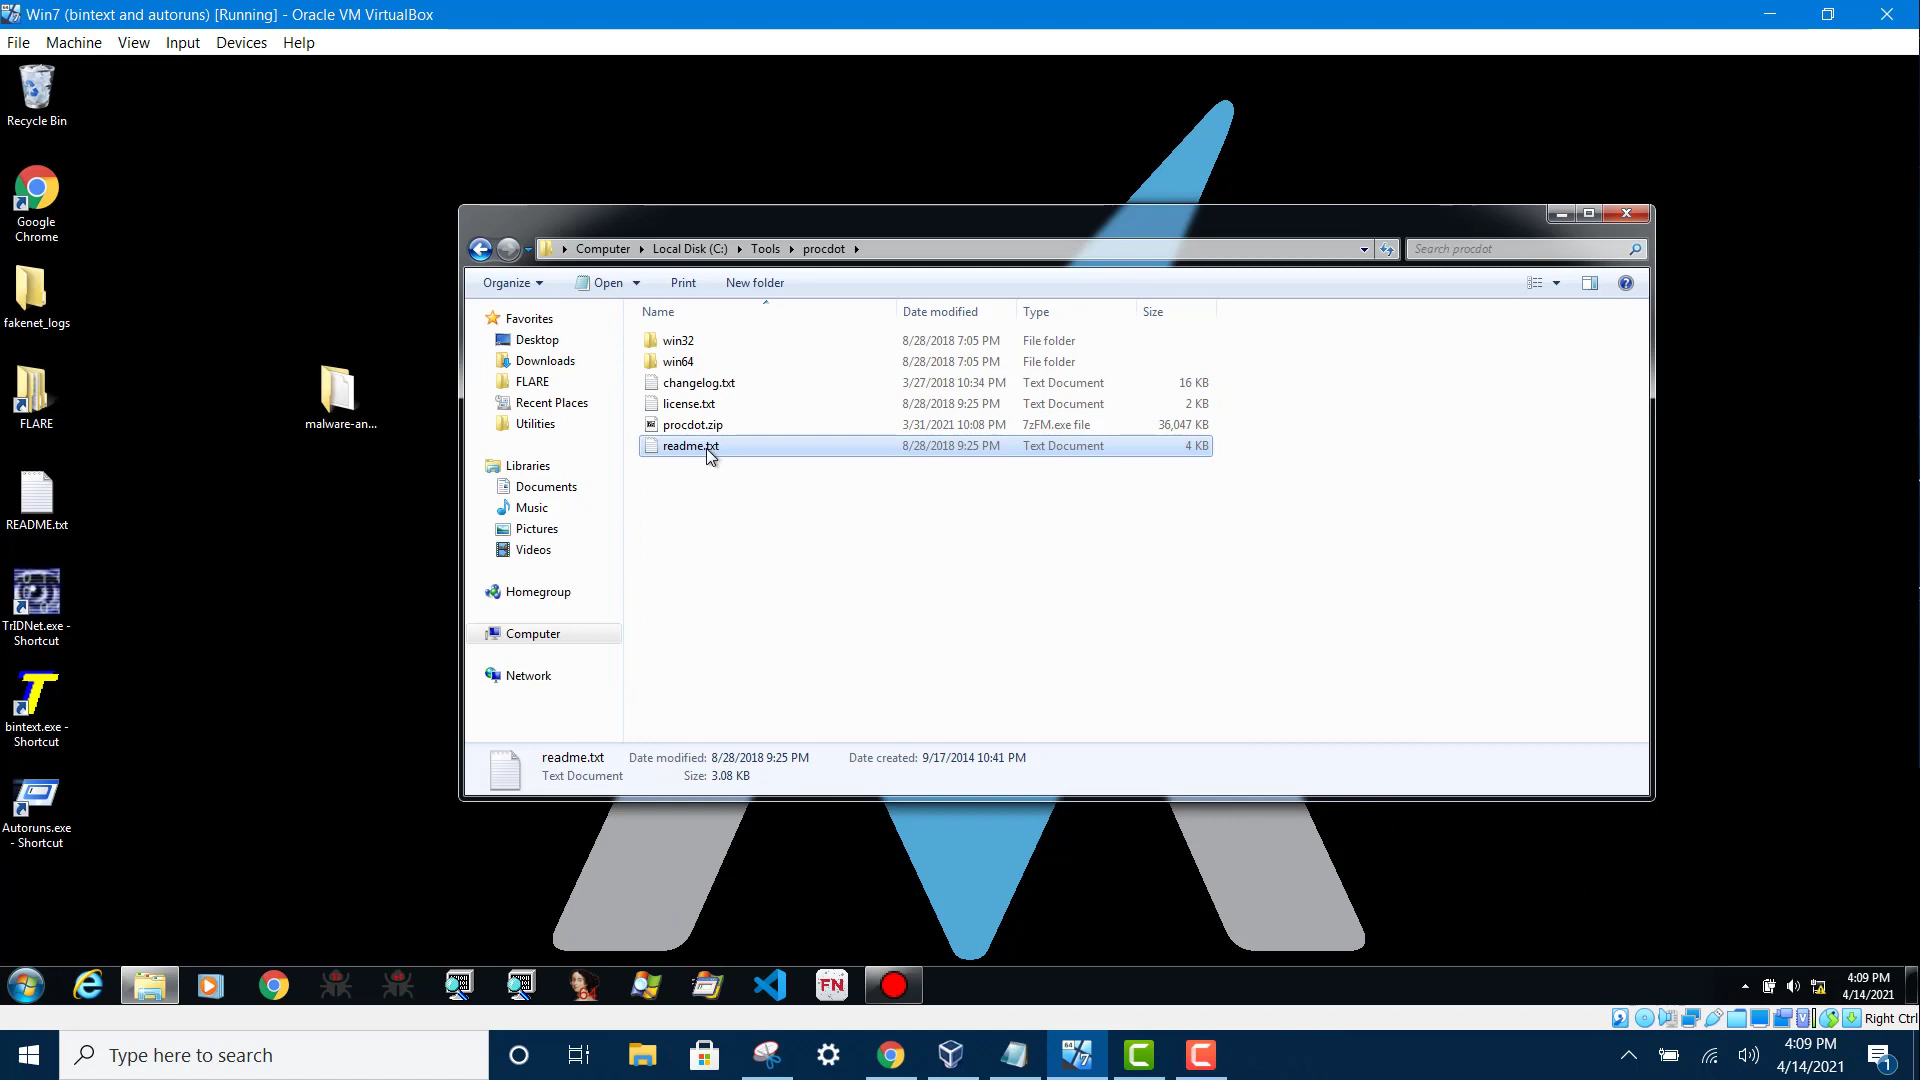 Win7 (bintext and autoruns) [Running] - Oracle VM VirtualBox
File Machine View Input Devices Help
Recycle Bin
Google
Chrome
fakenet_logs
FLARE
malware-an...
README.txt
TrIDNet.exe -
Shortcut
bintext.exe -
Shortcut
Autoruns.exe
- Shortcut
Computer Local Disk (C:) Tools procdot
Search procdot
Organize Open Print New folder
Favorites
Desktop
Downloads
FLARE
Recent Places
Utilities
Libraries
Documents
Music
Pictures
Videos
Homegroup
Computer
Network
Name Date modified Type Size
win32 8/28/2018 7:05 PM File folder
win64 8/28/2018 7:05 PM File folder
changelog.txt 3/27/2018 10:34 PM Text Document 16 KB
license.txt 8/28/2018 9:25 PM Text Document 2 KB
procdot.zip 3/31/2021 10:08 PM 7zFM.exe file 36,047 KB
readme.txt 8/28/2018 9:25 PM Text Document 4 KB
readme.txt Date modified: 8/28/2018 9:25 PM Date created: 9/17/2014 10:41 PM
Text Document Size: 3.08 KB
64
FN
4:09 PM
4/14/2021
Right Ctrl
Type here to search
64
7
4:09 PM
4/14/2021
1